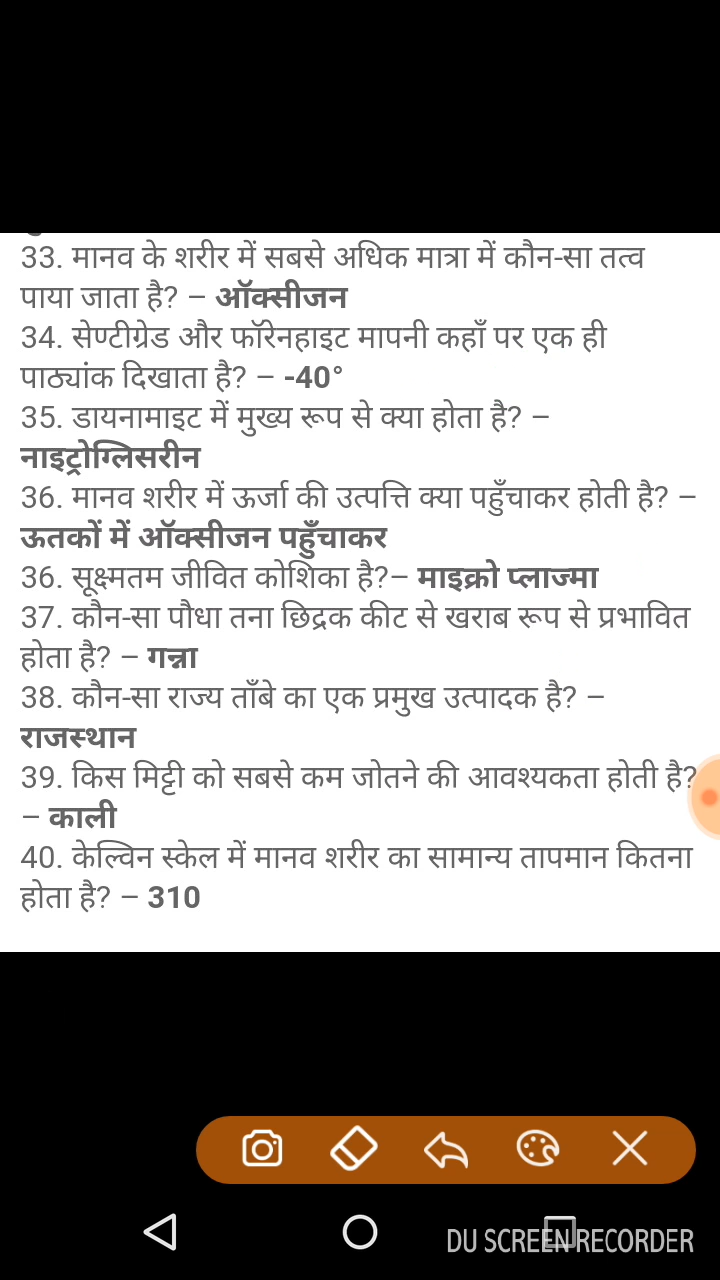 33. मानव के शरीर में सबसे अधिक मात्रा में कौन-सा तत्व
पाया जाता है? – ऑक्सीजन
34. सेण्टीग्रेड और फॉरेनहाइट मापनी कहाँ पर एक ही
पाठ्यांक दिखाता है? – -40°
35. डायनामाइट में मुख्य रूप से क्या होता है? –
नाइट्रोग्लिसरीन
36. मानव शरीर में ऊर्जा की उत्पत्ति क्या पहुँचाकर होती है? –
ऊतकों में ऑक्सीजन पहुँचाकर
36. सूक्ष्मतम जीवित कोशिका है?– माइक्रो प्लाज्मा
37. कौन-सा पौधा तना छिद्रक कीट से खराब रूप से प्रभावित
होता है? – गन्ना
38. कौन-सा राज्य ताँबे का एक प्रमुख उत्पादक है? –
राजस्थान
39. किस मिट्टी को सबसे कम जोतने की आवश्यकता होती है?
– काली
40. केल्विन स्केल में मानव शरीर का सामान्य तापमान कितना
होता है? – 310
DU SCREEN RECORDER